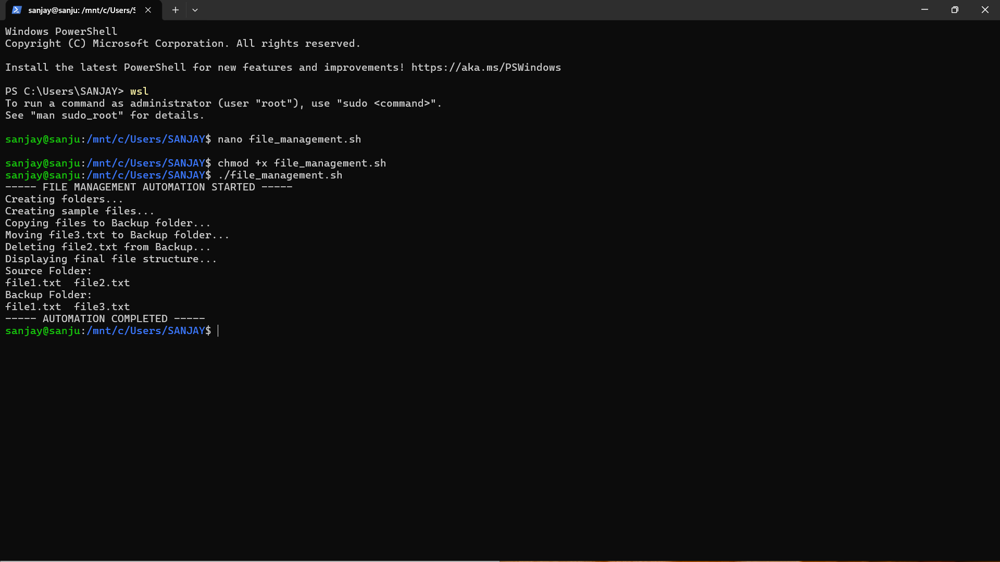 sanjay@sanju: /mnt/c/Users/S
Windows PowerShell
Copyright (C) Microsoft Corporation. All rights reserved.
Install the latest PowerShell for new features and improvements! https://aka.ms/PSWindows
PS C:\Users\SANJAY> wsl
To run a command as administrator (user "root"), use "sudo <command>".
See "man sudo_root" for details.
sanjay@sanju:/mnt/c/Users/SANJAY$ nano file_management.sh
sanjay@sanju:/mnt/c/Users/SANJAY$ chmod +x file_management.sh
sanjay@sanju:/mnt/c/Users/SANJAY$ ./file_management.sh
----- FILE MANAGEMENT AUTOMATION STARTED -----
Creating folders...
Creating sample files...
Copying files to Backup folder...
Moving file3.txt to Backup folder...
Deleting file2.txt from Backup...
Displaying final file structure...
Source Folder:
file1.txt  file2.txt
Backup Folder:
file1.txt  file3.txt
----- AUTOMATION COMPLETED -----
sanjay@sanju:/mnt/c/Users/SANJAY$